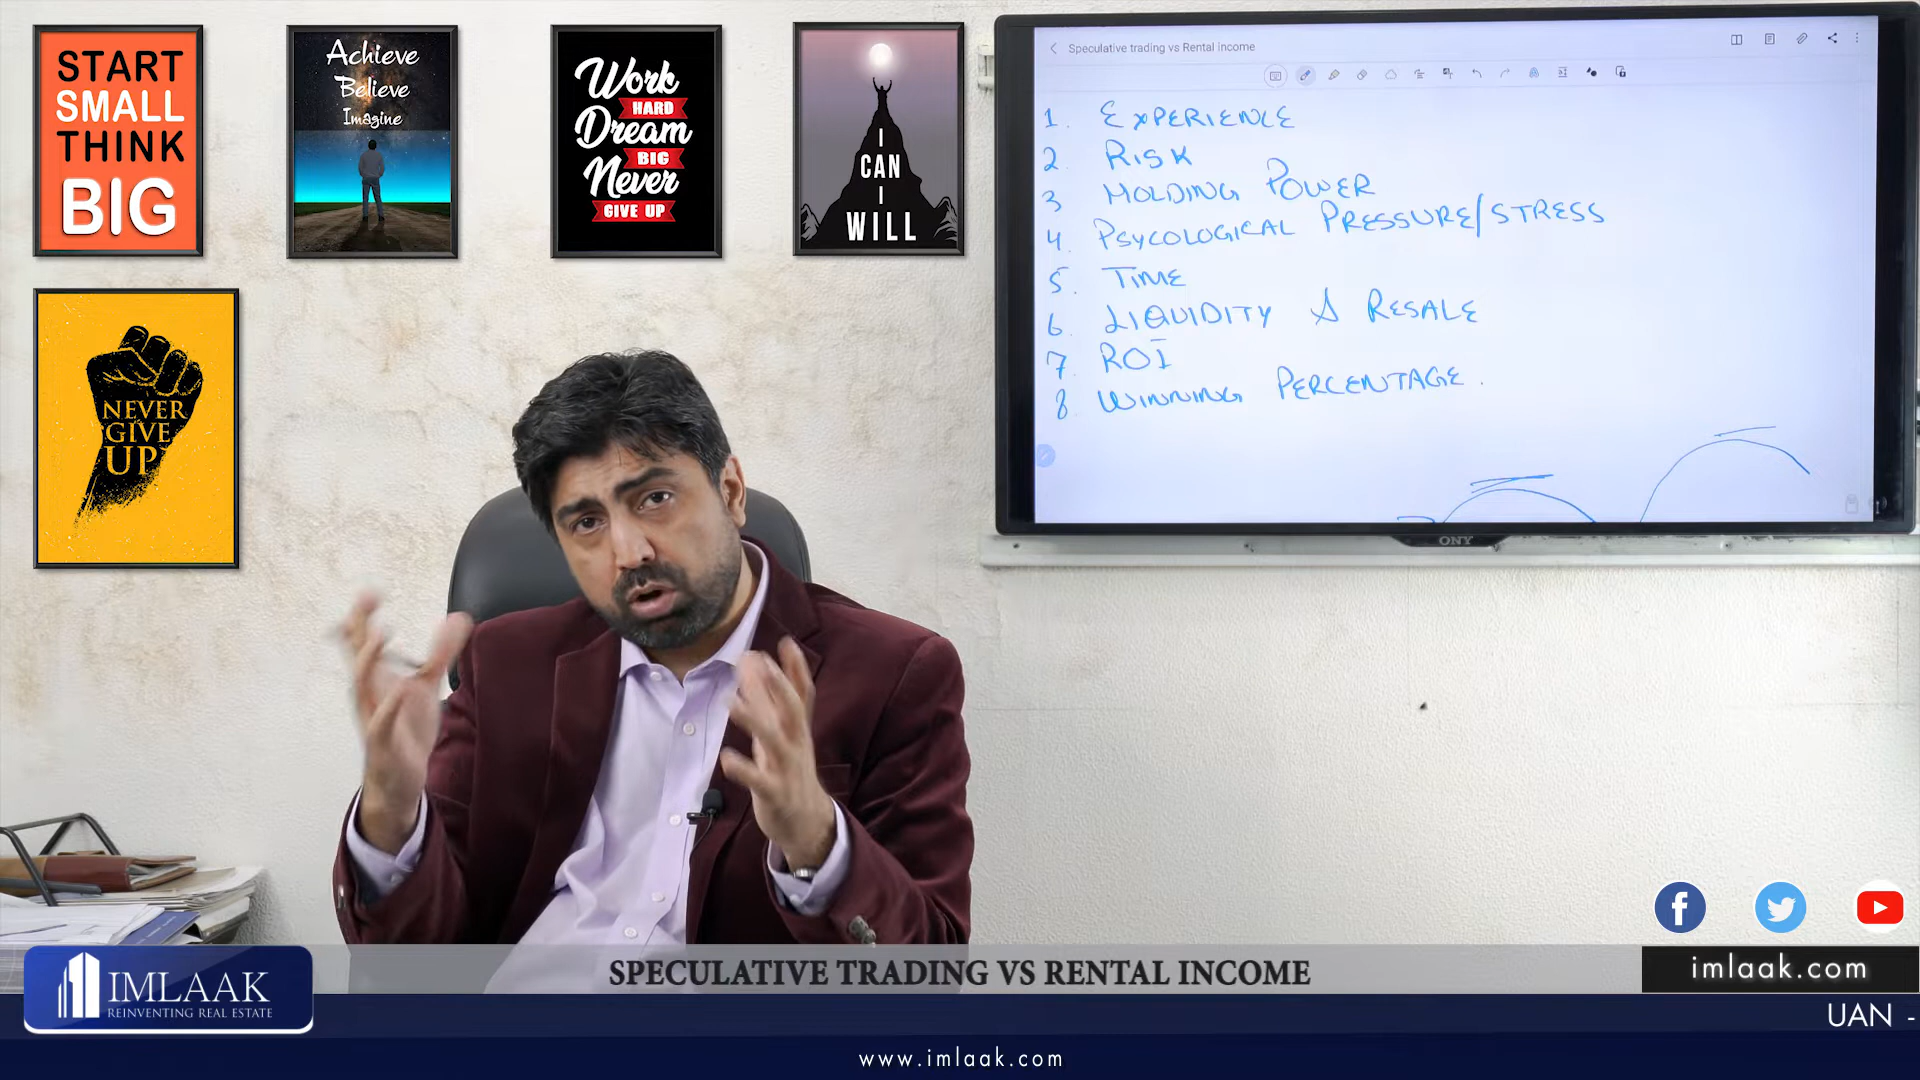 START
SMALL
THINK
BIG
Achieve
Believe
Imagine
Work
HARD
Dream
BIG
Never
GIVE UP
I
CAN
I
WILL
NEVER
GIVE
UP
Speculative trading vs Rental income
1. EXPERIENCE
2. RISK
3 HOLDING POWER
4. PSYCOLOGICAL PRESSURE/STRESS
5. TIME
6. LIQUIDITY & RESALE
7. ROI
8 WINNING PERCENTAGE.
ONY
SPECULATIVE TRADING VS RENTAL INCOME
IMLAAK
REINVENTING REAL ESTATE
imlaak.com
UAN -
www.imlaak.com